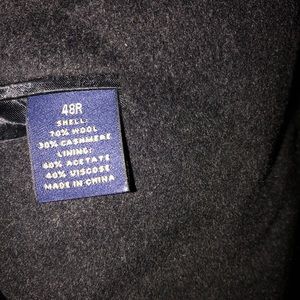 48R
SHELL:
70% WOOL
30% CASHMERE
LINING:
60% ACETATE
40% VISCOSE
MADE IN CHINA